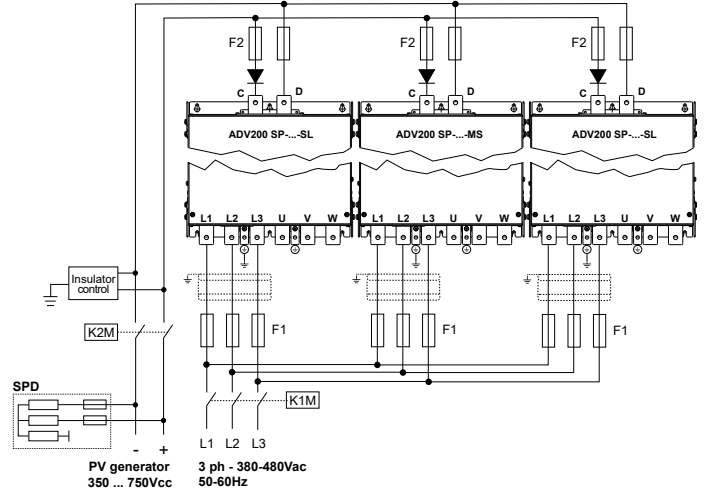 F2 F2 F2
C D C D C D
ADV200 SP-...-SL ADV200 SP-...-MS ADV200 SP-...-SL
L1 L2 L3 U V W L1 L2 L3 U V W L1 L2 L3 U V W
Insulator
control
F1 F1 F1
K2M
K1M
SPD
- + L1 L2 L3
PV generator 3 ph - 380-480Vac
350 ... 750Vcc 50-60Hz